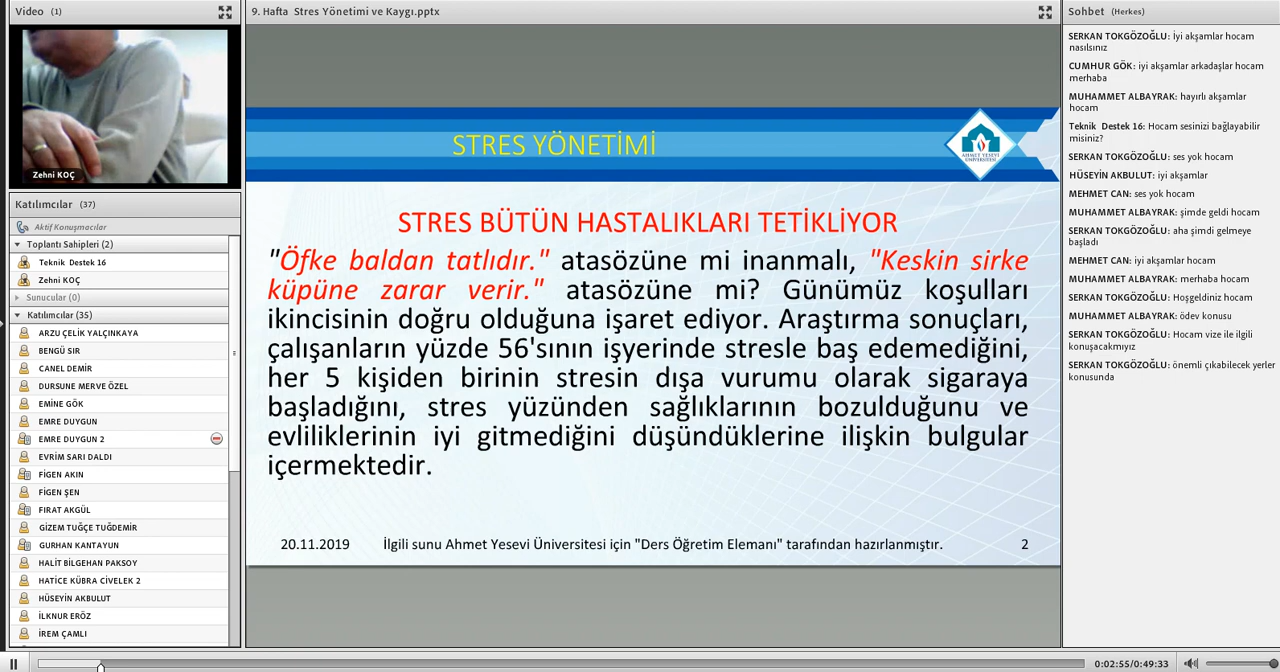 Video (1)
Zehni KOÇ
Katılımcılar (37)
Aktif Konuşmacılar
Toplantı Sahipleri (2)
Teknik Destek 16
Zehni KOÇ
Sunucular (0)
Katılımcılar (35)
ARZU ÇELİK YALÇINKAYA
BENGÜ SIR
CANEL DEMİR
DURSUNE MERVE ÖZEL
EMİNE GÖK
EMRE DUYGUN
EMRE DUYGUN 2
EVRİM SARI DALDI
FİGEN AKIN
FİGEN ŞEN
FIRAT AKGÜL
GİZEM TUĞÇE TUĞDEMİR
GURHAN KANTAYUN
HALİT BİLGEHAN PAKSOY
HATİCE KÜBRA CİVELEK 2
HÜSEYİN AKBULUT
İLKNUR ERÖZ
İREM ÇAMLI
9. Hafta Stres Yönetimi ve Kaygı.pptx
STRES YÖNETİMİ
AHMET YESEVİ
ÜNİVERSİTESİ
STRES BÜTÜN HASTALIKLARI TETİKLİYOR
"Öfke baldan tatlıdır." atasözüne mi inanmalı, "Keskin sirke
küpüne zarar verir." atasözüne mi? Günümüz koşulları
ikincisinin doğru olduğuna işaret ediyor. Araştırma sonuçları,
çalışanların yüzde 56'sının işyerinde stresle baş edemediğini,
her 5 kişiden birinin stresin dışa vurumu olarak sigaraya
başladığını, stres yüzünden sağlıklarının bozulduğunu ve
evliliklerinin iyi gitmediğini düşündüklerine ilişkin bulgular
içermektedir.
20.11.2019 İlgili sunu Ahmet Yesevi Üniversitesi için "Ders Öğretim Elemanı" tarafından hazırlanmıştır. 2
Sohbet (Herkes)
SERKAN TOKGÖZOĞLU: İyi akşamlar hocam
nasılsınız
CUMHUR GÖK: iyi akşamlar arkadaşlar hocam
merhaba
MUHAMMET ALBAYRAK: hayırlı akşamlar
hocam
Teknik Destek 16: Hocam sesinizi bağlayabilir
misiniz?
SERKAN TOKGÖZOĞLU: ses yok hocam
HÜSEYİN AKBULUT: iyi akşamlar
MEHMET CAN: ses yok hocam
MUHAMMET ALBAYRAK: şimde geldi hocam
SERKAN TOKGÖZOĞLU: aha şimdi gelmeye
başladı
MEHMET CAN: iyi akşamlar hocam
MUHAMMET ALBAYRAK: merhaba hocam
SERKAN TOKGÖZOĞLU: Hoşgeldiniz hocam
MUHAMMET ALBAYRAK: ödev konusu
SERKAN TOKGÖZOĞLU: Hocam vize ile ilgili
konuşacakmıyız
SERKAN TOKGÖZOĞLU: önemli çıkabilecek yerler
konusunda
0:02:55/0:49:33